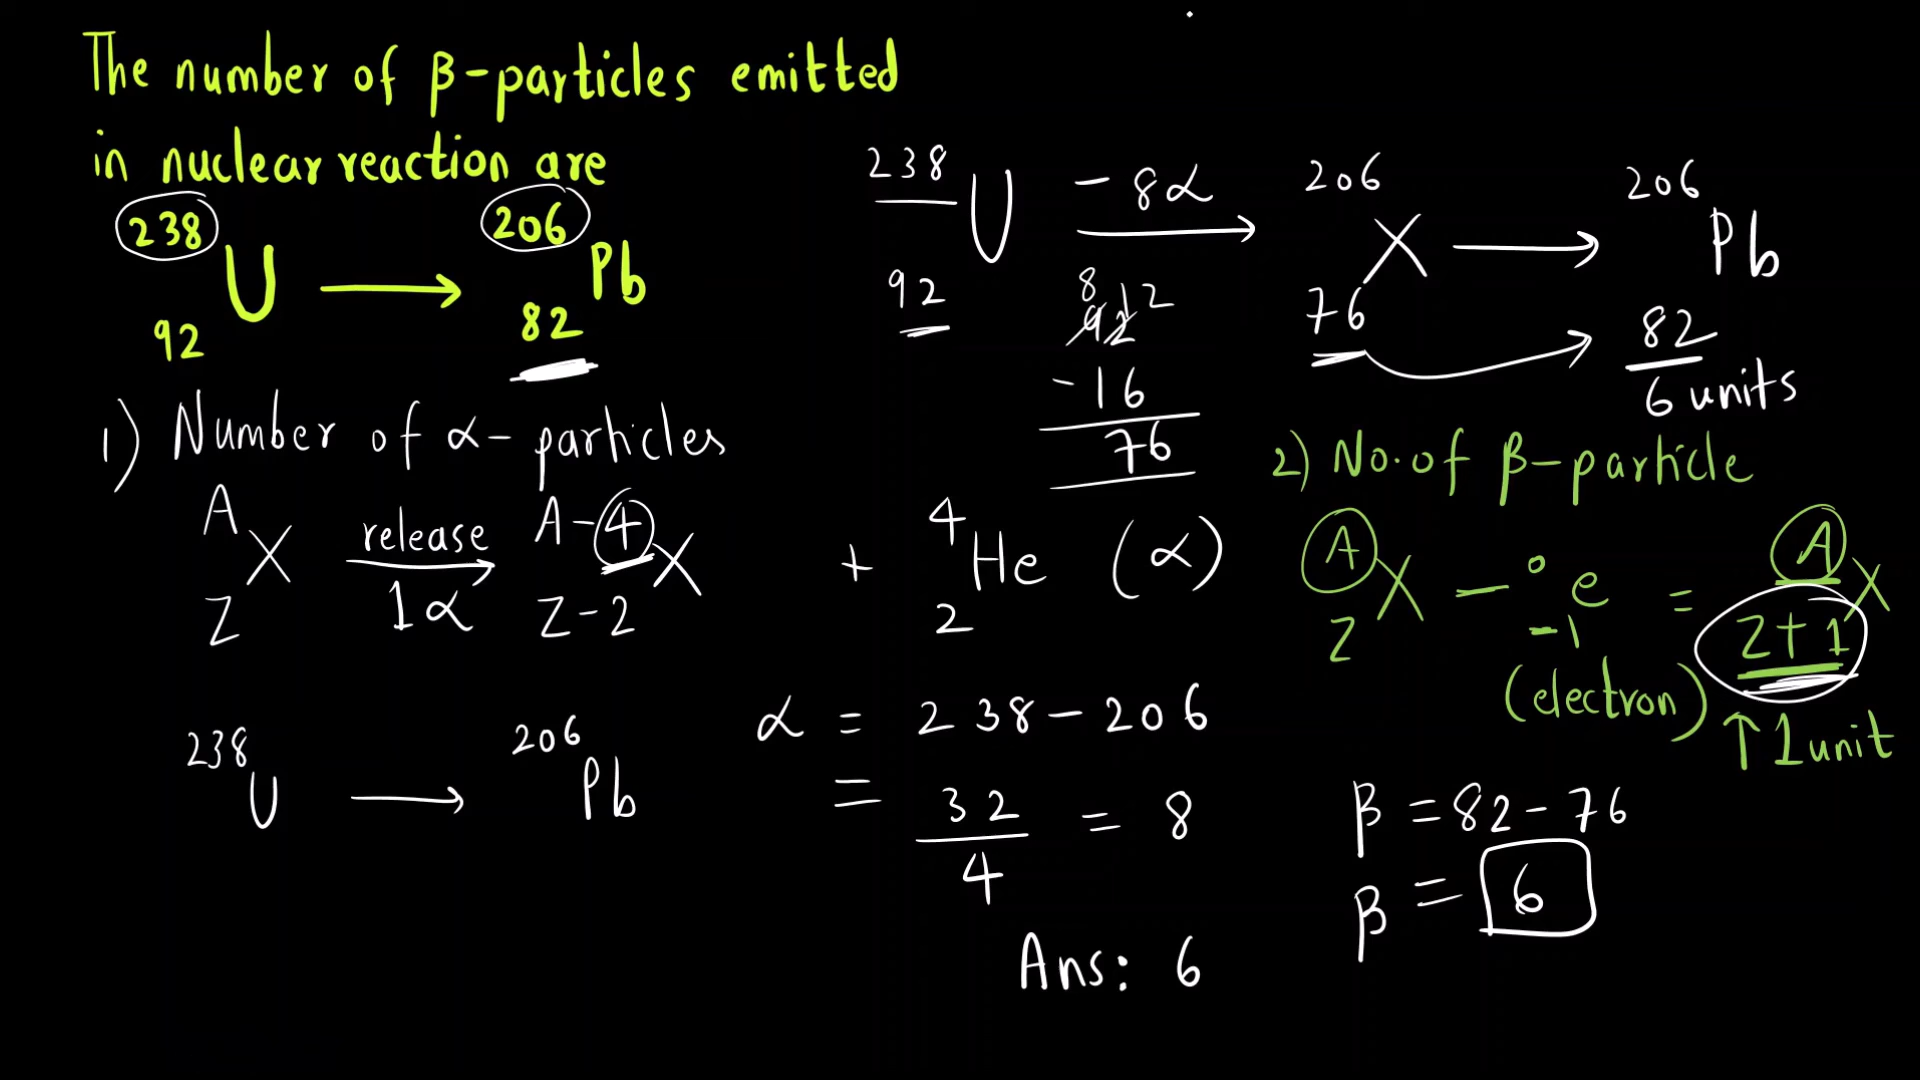 The number of β-particles emitted
in nuclear reaction are
238 U → 206 Pb
92 82
1) Number of α-particles
A X release A-4 X + 4 He (α)
Z 1α Z-2 2
238 U → 206 Pb
α = 238-206
= 32
4
= 8
Ans: 6
238 U -8α → 206 X → 206 Pb
92 76 82
8 12
92
-16
76
6 units
2) No. of β-particle
A X - 0 e = A X
Z -1 Z+1
(electron) ↑ 1 unit
β = 82-76
β = 6